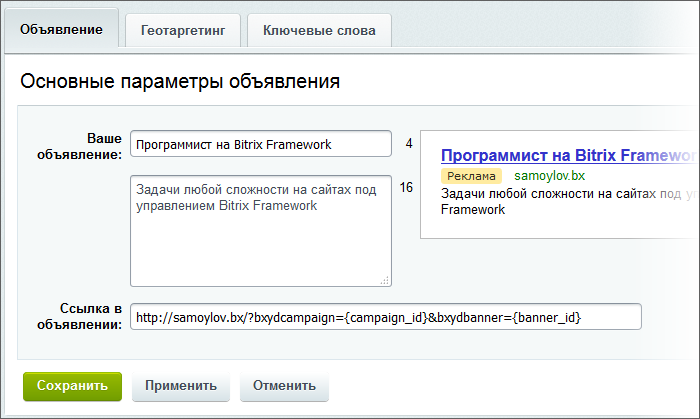 Объявление
Геотаргетинг
Ключевые слова
Основные параметры объявления
Ваше
объявление:
Программист на Bitrix Framework
4
Задачи любой сложности на сайтах под
управлением Bitrix Framework
16
Программист на Bitrix Framewor
Реклама
samoylov.bx
Задачи любой сложности на сайтах под у
Framework
Ссылка в
объявлении:
http://samoylov.bx/?bxydcampaign={campaign_id}&bxydbanner={banner_id}
Сохранить
Применить
Отменить